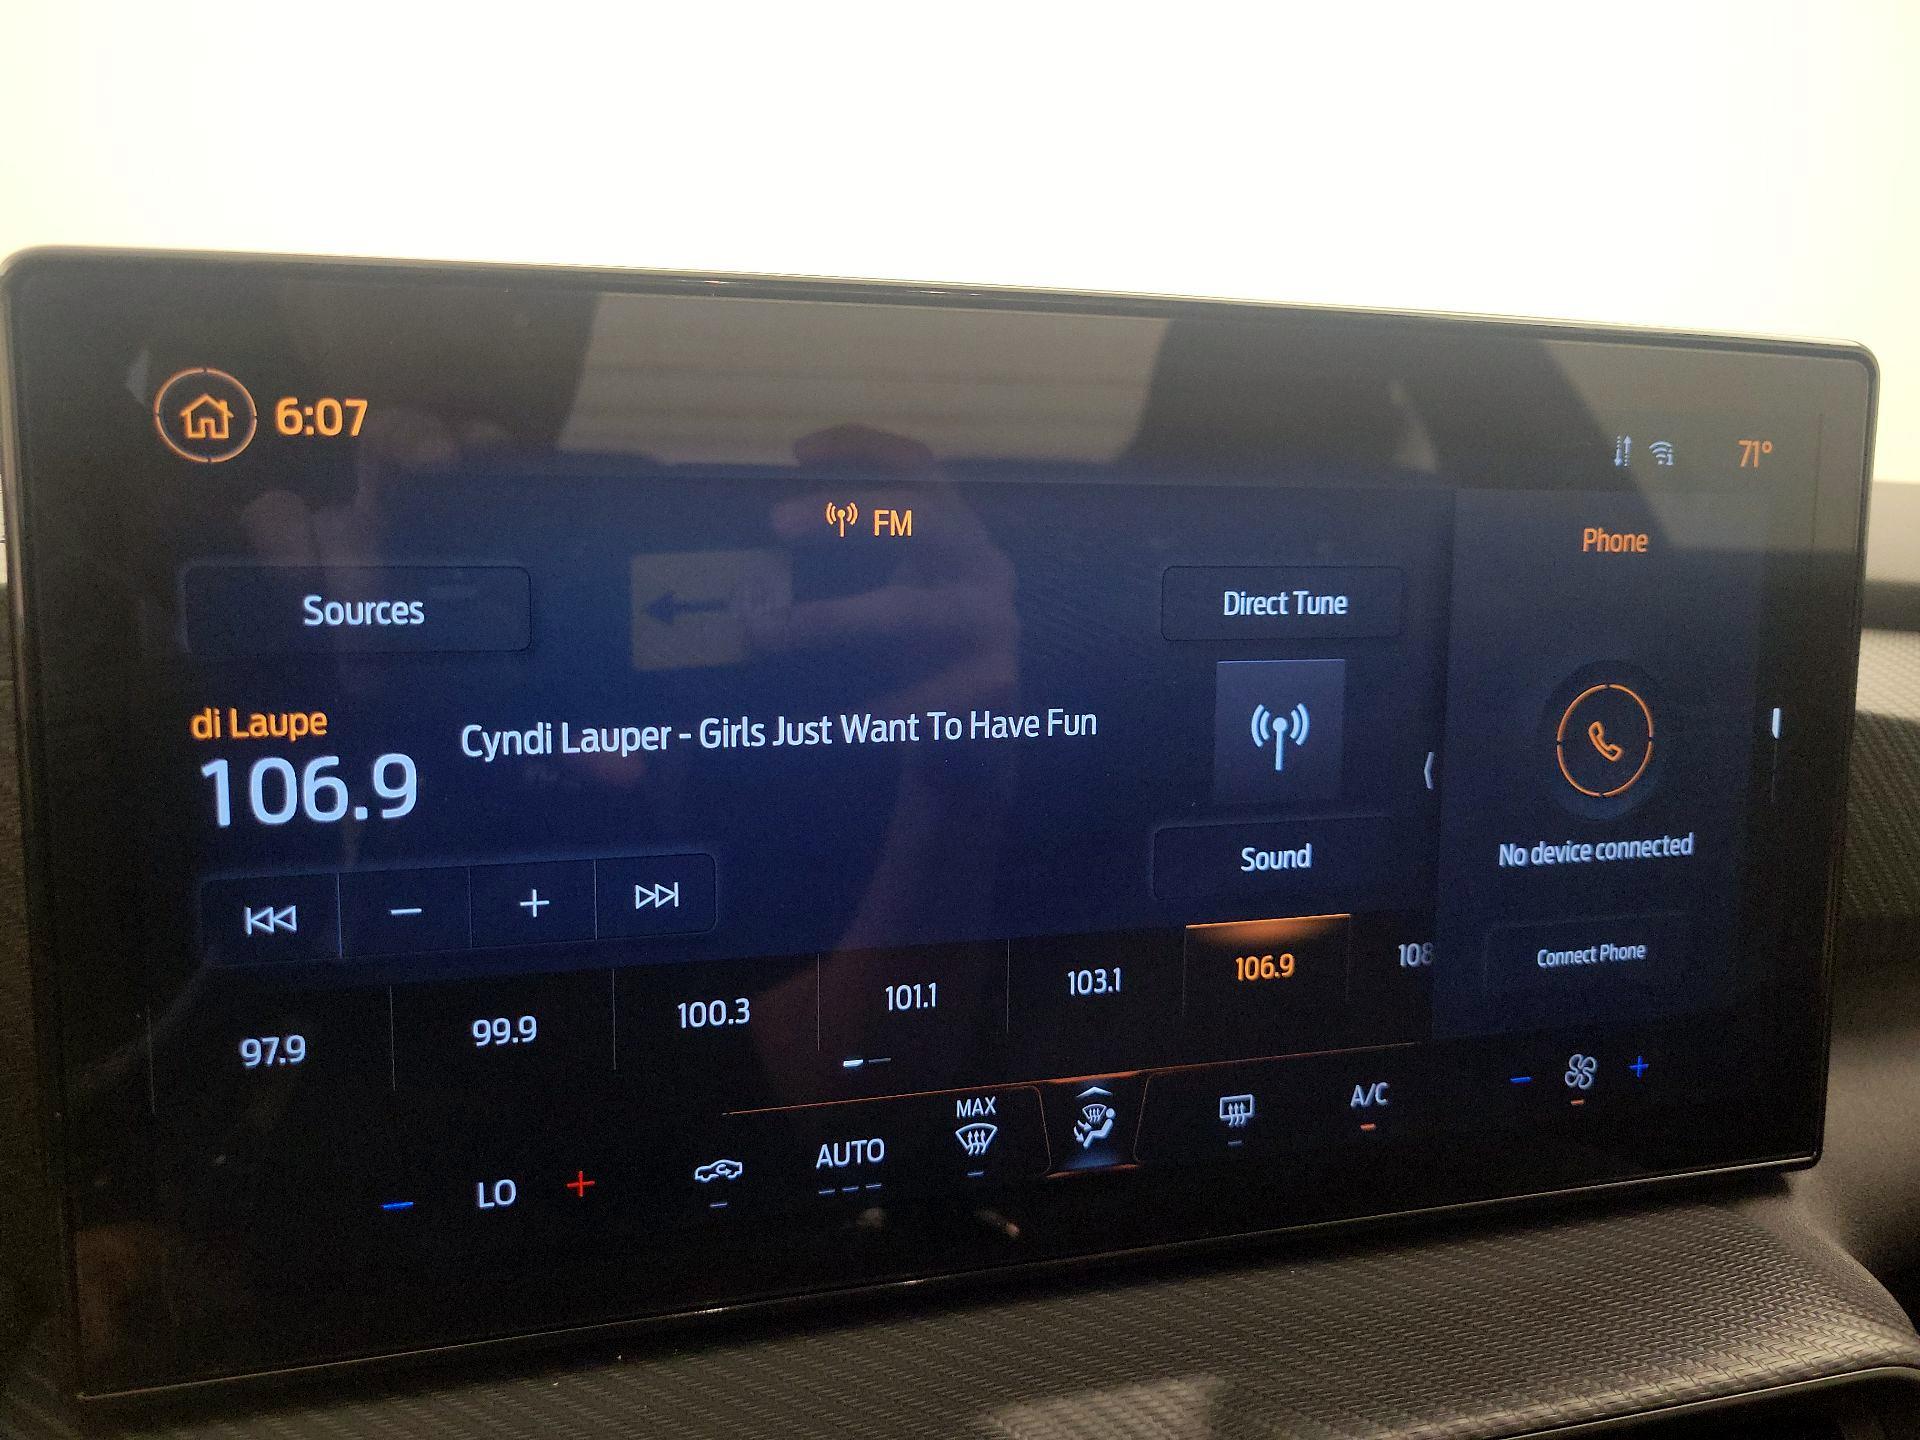 6:07
71°
FM
Phone
Sources
Direct Tune
di Laupe
Cyndi Lauper - Girls Just Want To Have Fun
106.9
No device connected
Sound
Connect Phone
97.9 99.9 100.3 101.1 103.1 106.9 108
LO AUTO MAX A/C